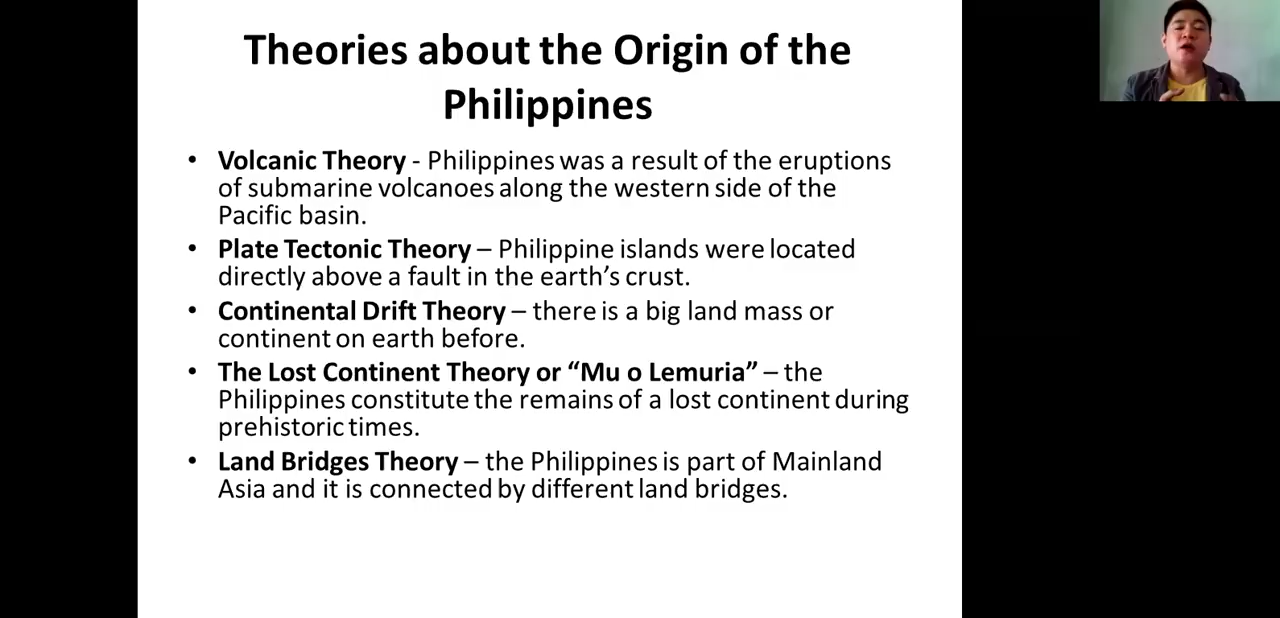 Theories about the Origin of the
Philippines
• Volcanic Theory - Philippines was a result of the eruptions
of submarine volcanoes along the western side of the
Pacific basin.
• Plate Tectonic Theory – Philippine islands were located
directly above a fault in the earth’s crust.
• Continental Drift Theory – there is a big land mass or
continent on earth before.
• The Lost Continent Theory or “Mu o Lemuria” – the
Philippines constitute the remains of a lost continent during
prehistoric times.
• Land Bridges Theory – the Philippines is part of Mainland
Asia and it is connected by different land bridges.